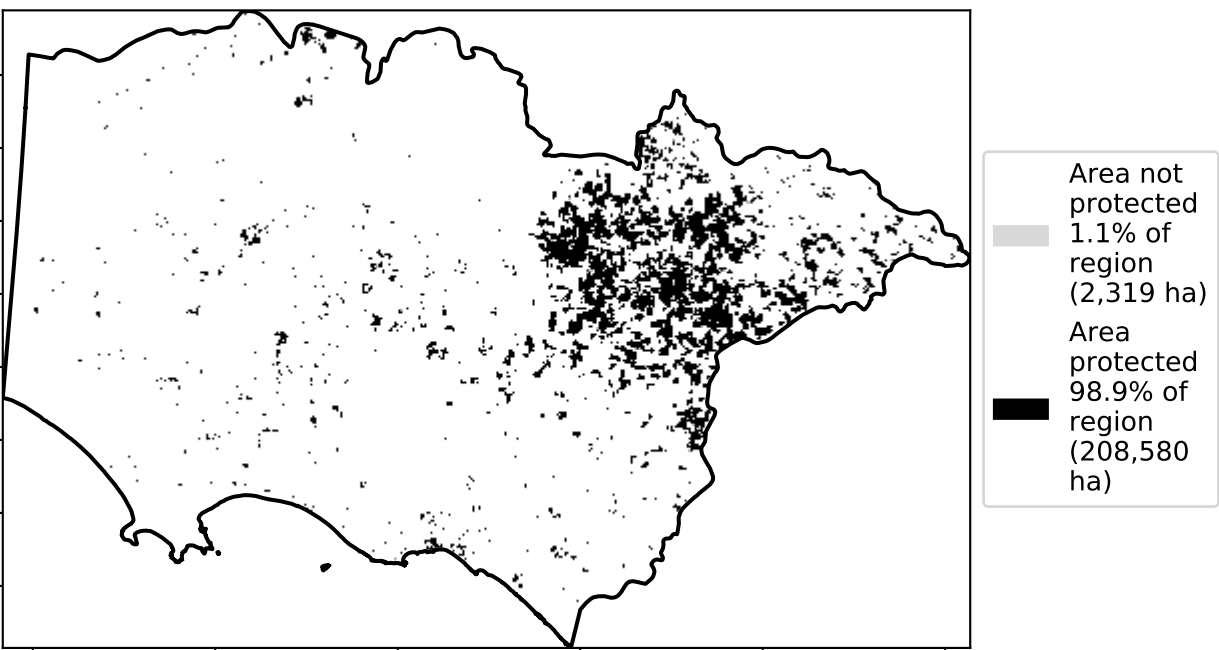 Area not
protected
1.1% of
region
(2,319 ha)
Area
protected
98.9% of
region
(208,580
ha)